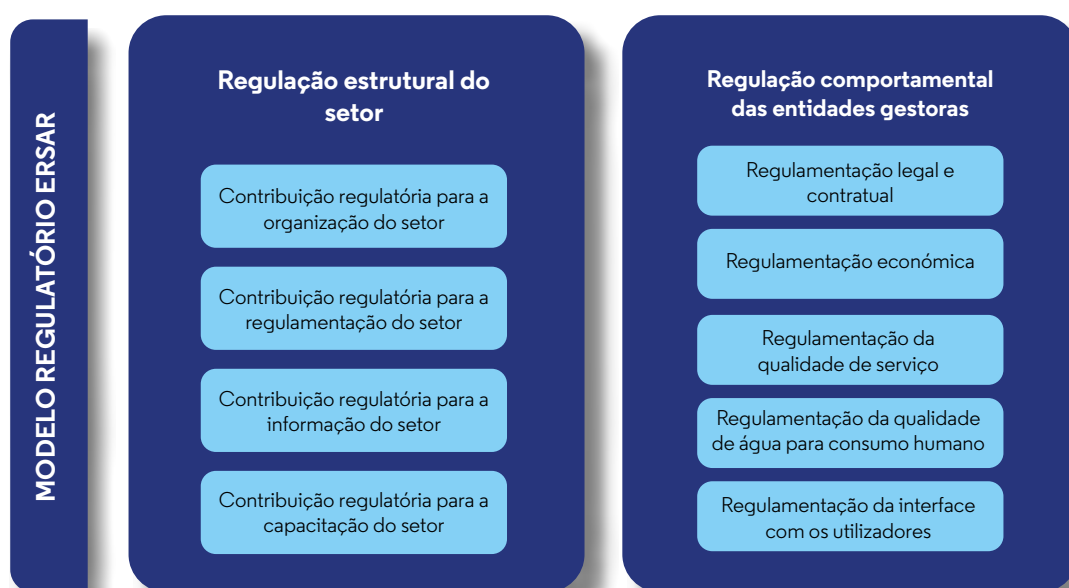 MODELO REGULATÓRIO ERSAR
Regulação estrutural do
setor
Contribuição regulatória para a
organização do setor
Contribuição regulatória para a
regulamentação do setor
Contribuição regulatória para a
informação do setor
Contribuição regulatória para a
capacitação do setor
Regulação comportamental
das entidades gestoras
Regulamentação legal e
contratual
Regulamentação económica
Regulamentação da
qualidade de serviço
Regulamentação da qualidade
de água para consumo humano
Regulamentação da interface
com os utilizadores